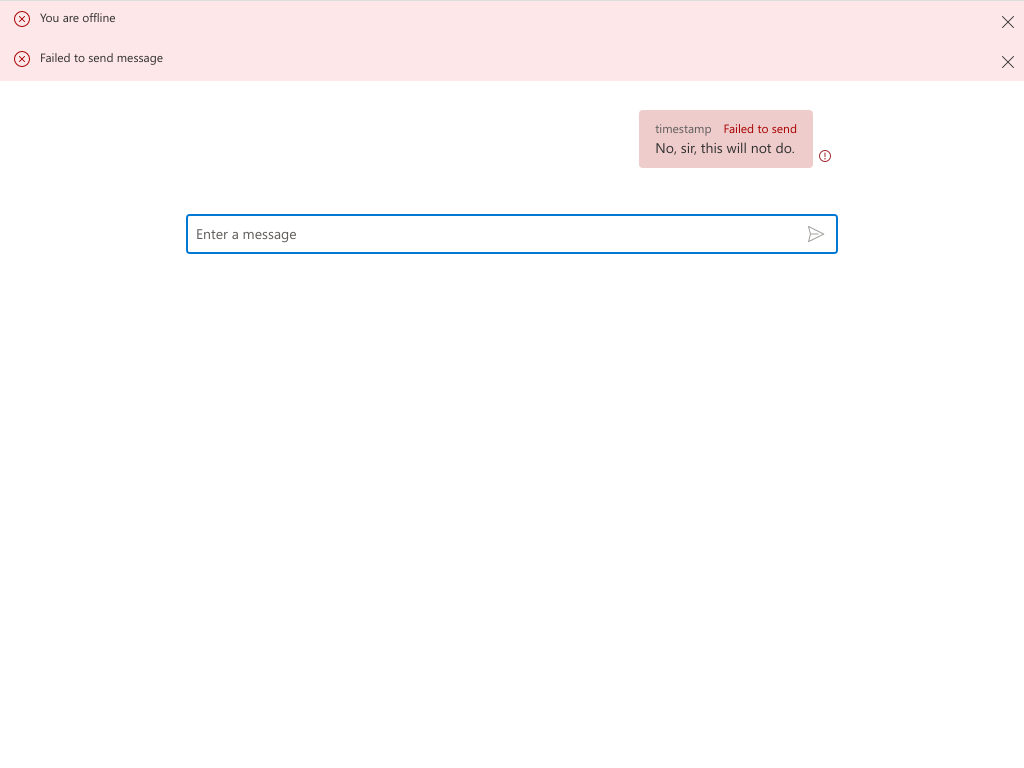 You are offline
Failed to send message
timestamp Failed to send
No, sir, this will not do.
Enter a message